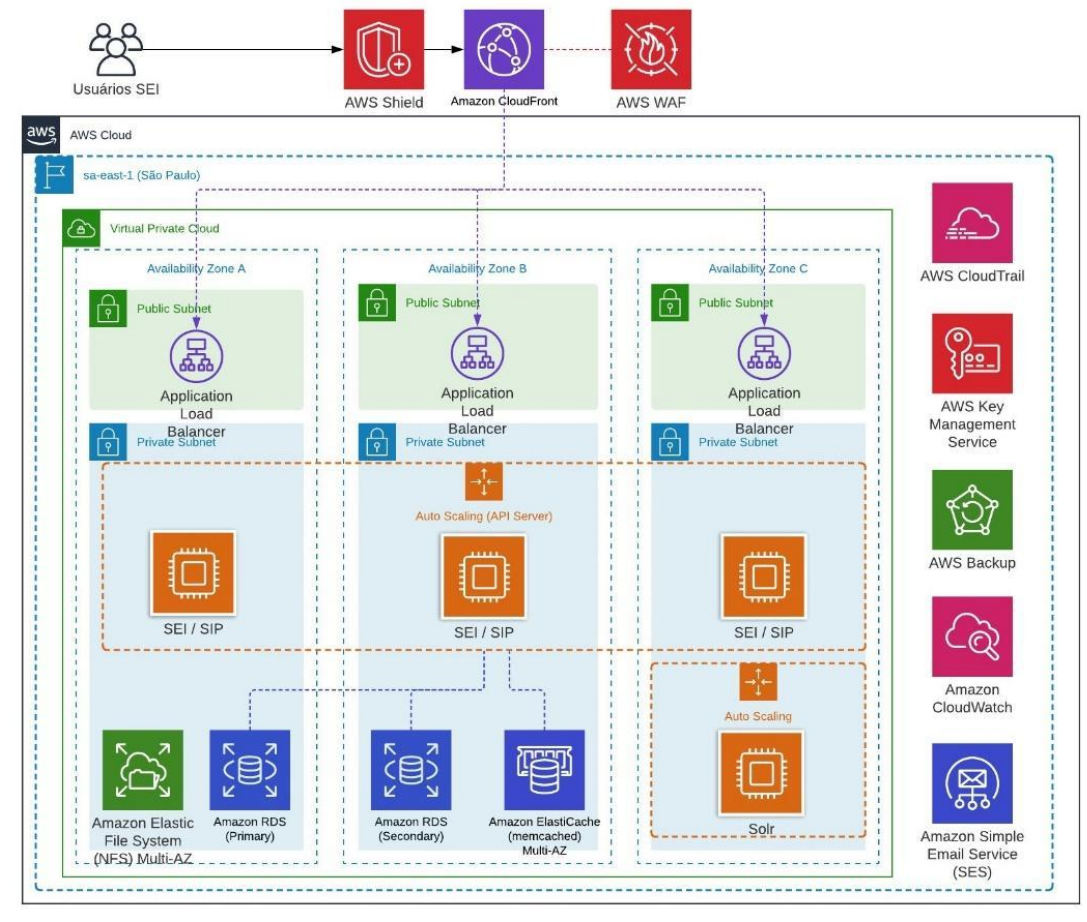 Usuários SEI
AWS Shield
Amazon CloudFront
AWS WAF
aws
AWS Cloud
sa-east-1 (São Paulo)
Virtual Private Cloud
Availability Zone A
Availability Zone B
Availability Zone C
Public Subnet
Public Subnet
Public Subnet
Application
Load
Balancer
Application
Load
Balancer
Application
Load
Balancer
Private Subnet
Private Subnet
Private Subnet
Auto Scaling (API Server)
SEI / SIP
SEI / SIP
SEI / SIP
Auto Scaling
Solr
Amazon Elastic
File System
(NFS) Multi-AZ
Amazon RDS
(Primary)
Amazon RDS
(Secondary)
Amazon ElastiCache
(memcached)
Multi-AZ
AWS CloudTrail
AWS Key
Management
Service
AWS Backup
Amazon
CloudWatch
Amazon Simple
Email Service
(SES)